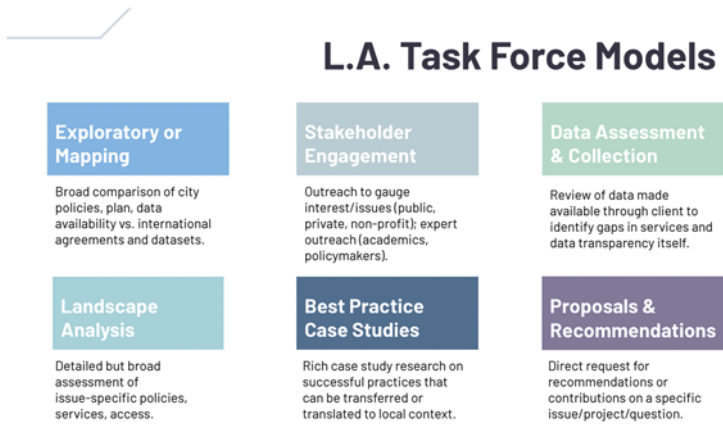 L.A. Task Force Models
Exploratory or
Mapping
Broad comparison of city
policies, plan, data
availability vs. international
agreements and datasets.
Stakeholder
Engagement
Outreach to gauge
interest/issues (public,
private, non-profit); expert
outreach (academics,
policymakers).
Data Assessment
& Collection
Review of data made
available through client to
identify gaps in services and
data transparency itself.
Landscape
Analysis
Detailed but broad
assessment of
issue-specific policies,
services, access.
Best Practice
Case Studies
Rich case study research on
successful practices that
can be transferred or
translated to local context.
Proposals &
Recommendations
Direct request for
recommendations or
contributions on a specific
issue/project/question.